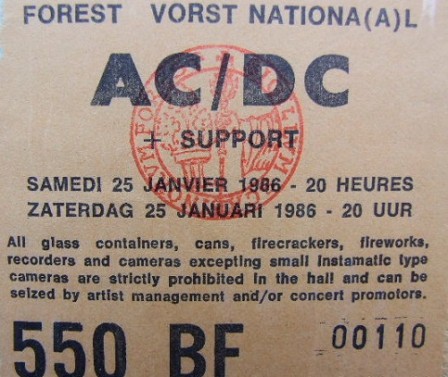 FOREST VORST NATIONA(A)L
AC/DC
+ SUPPORT
SAMEDI 25 JANVIER 1986 - 20 HEURES
ZATERDAG 25 JANUARI 1986 - 20 UUR
All glass containers, cans, firecrackers, fireworks,
recorders and cameras excepting small instamatic type
cameras are strictly prohibited in the hall and can be
seized by artist management and/or concert promotors.
550 BF 00110